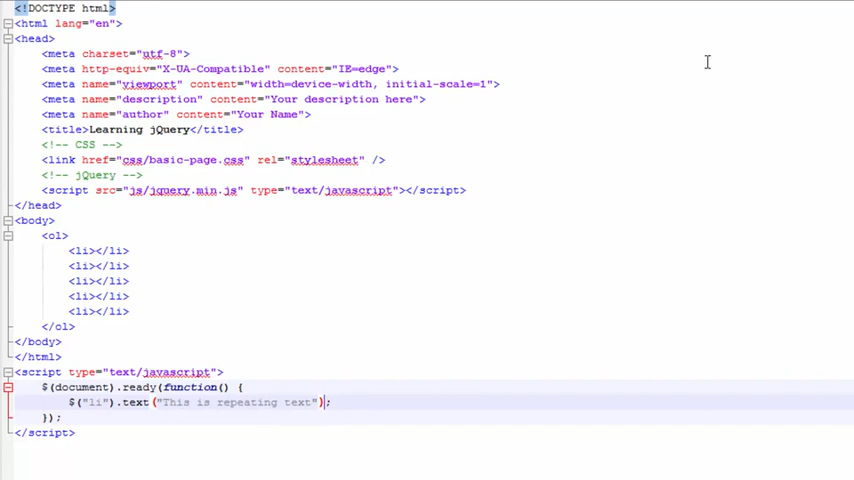 <!DOCTYPE html>
<html lang="en">
<head>
<meta charset="utf-8">
<meta http-equiv="X-UA-Compatible" content="IE=edge">
<meta name="viewport" content="width=device-width, initial-scale=1">
<meta name="description" content="Your description here">
<meta name="author" content="Your Name">
<title>Learning jQuery</title>
<!-- CSS -->
<link href="css/basic-page.css" rel="stylesheet" />
<!-- jQuery -->
<script src="js/jquery.min.js" type="text/javascript"></script>
</head>
<body>
<ol>
<li></li>
<li></li>
<li></li>
<li></li>
<li></li>
</ol>
</body>
</html>
<script type="text/javascript">
$(document).ready(function() {
$("li").text("This is repeating text");
});
</script>